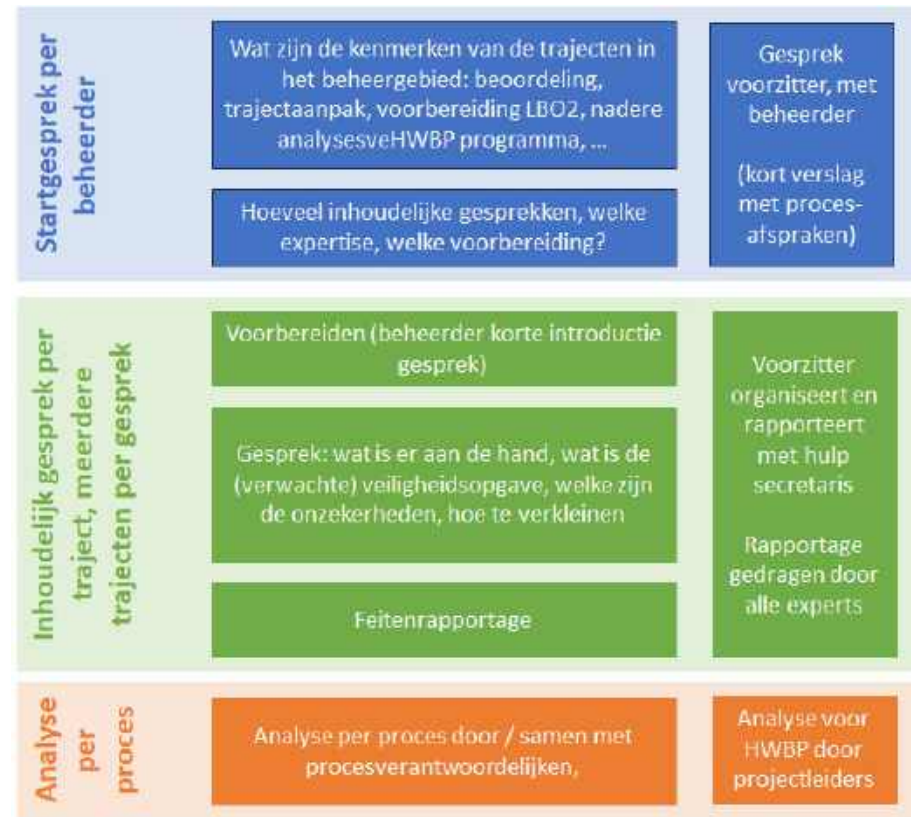 Startgesprek per
beheerder
Wat zijn de kenmerken van de trajecten in
het beheergebied: beoordeling,
trajectaanpak, voorbereiding LBO2, nadere
analysesveHWBP programma, ...
Hoeveel inhoudelijke gesprekken, welke
expertise, welke voorbereiding?
Gesprek
voorzitter, met
beheerder
(kort verslag
met proces-
afspraken)
Inhoudelijk gesprek per
traject, meerdere
trajecten per gesprek
Voorbereiden (beheerder korte introductie
gesprek)
Gesprek: wat is er aan de hand, wat is de
(verwachte) veiligheidsopgave, welke zijn
de onzekerheden, hoe te verkleinen
Feitenrapportage
Voorzitter
organiseert en
rapporteert
met hulp
secretaris
Rapportage
gedragen door
alle experts
Analyse
per
proces
Analyse per proces door / samen met
procesverantwoordelijken,
Analyse voor
HWBP door
projectleiders